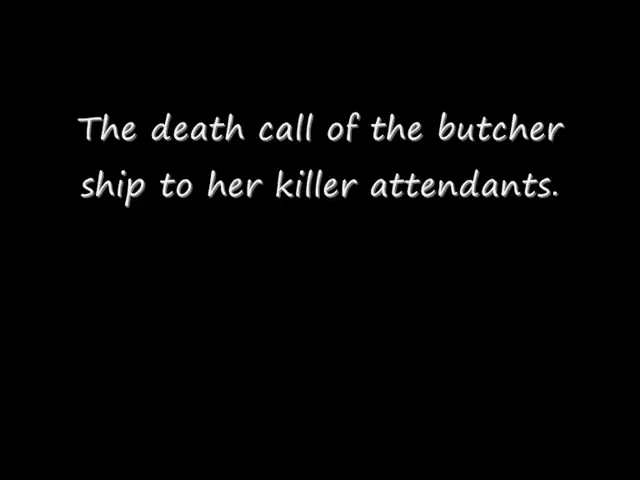 The death call of the butcher
ship to her killer attendants.